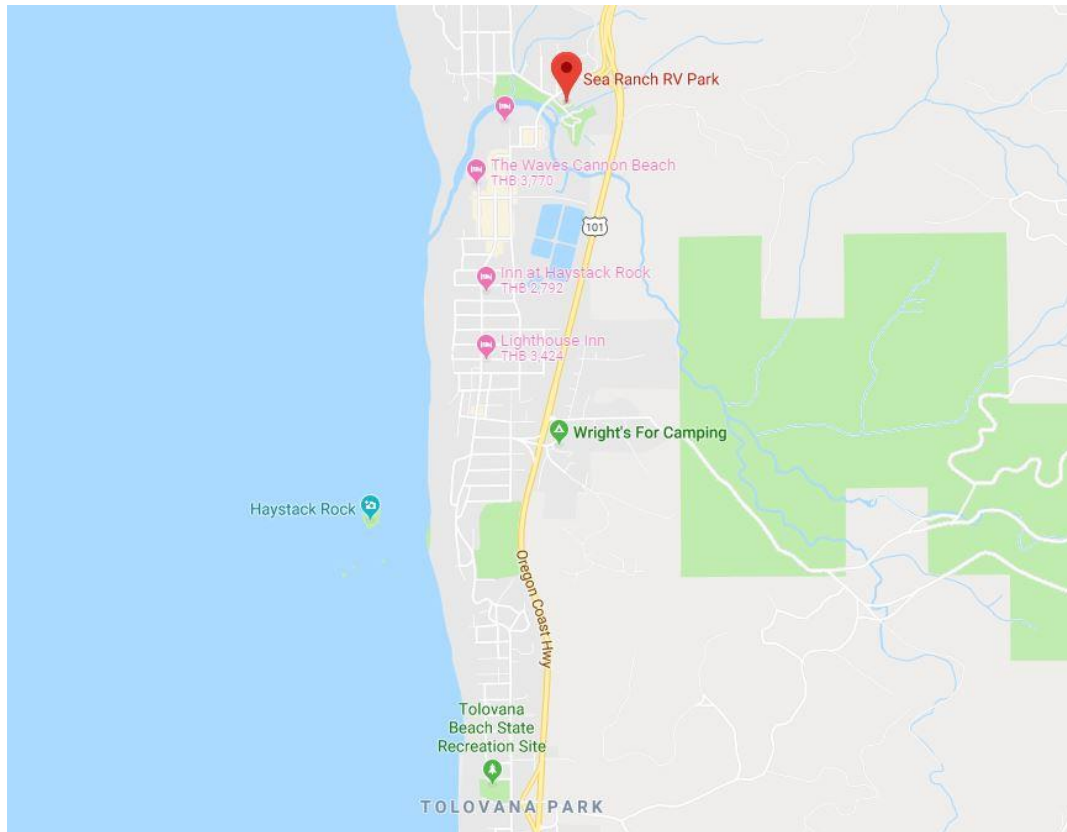 Sea Ranch RV Park
The Waves Cannon Beach
THB 3,770
101
Inn at Haystack Rock
THB 2,792
Lighthouse Inn
THB 3,424
Wright's For Camping
Haystack Rock
Oregon Coast Hwy
Tolovana
Beach State
Recreation Site
TOLOVANA PARK